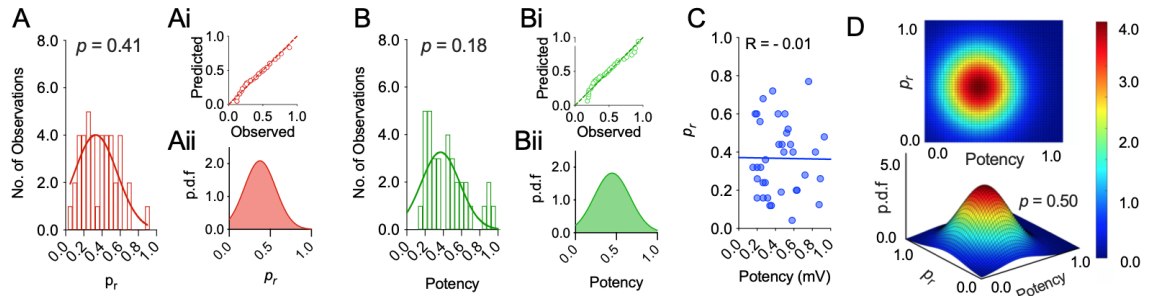 A
8.0
6.0
4.0
2.0
0.0
No. of Observations
p = 0.41
0.0
0.2
0.4
0.6
0.8
1.0
pr
Ai
1.0
0.5
0.0
Predicted
0.0
0.5
1.0
Observed
Aii
2.0
1.0
0.0
p.d.f
0.0
0.5
1.0
pr
B
8.0
6.0
4.0
2.0
0.0
No. of Observations
p = 0.18
0.0
0.2
0.4
0.6
0.8
1.0
Potency
Bi
1.0
0.5
0.0
Predicted
0.0
0.5
1.0
Observed
Bii
2.0
1.0
0.0
p.d.f
0.0
0.5
1.0
Potency
C
R = - 0.01
1.0
0.8
0.6
0.4
0.2
0.0
pr
0.0
0.2
0.4
0.6
0.8
1.0
Potency (mV)
D
1.0
pr
0.0
0.0
Potency
1.0
5.0
p.d.f
0.0
p = 0.50
1.0
pr
0.0
0.0
Potency
1.0
4.0
3.0
2.0
1.0
0.0